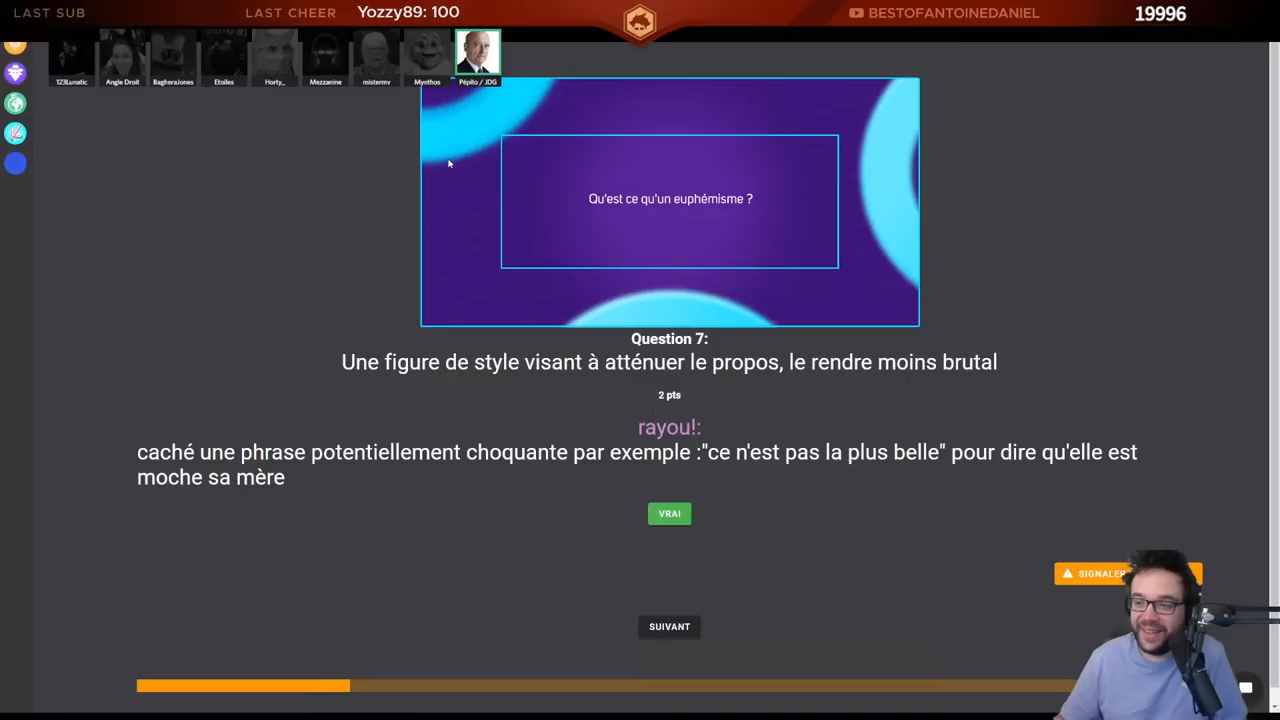 LAST SUB
LAST CHEER
Yozzy89: 100
BESTOFANTOINEDANIEL
19996
123Lunatic
Angle Droit
BagharaJones
Etoiles
Horty_
Mezzanine
mistermv
Mynthos
Pépito / JDG
Qu'est ce qu'un euphémisme ?
Question 7:
Une figure de style visant à atténuer le propos, le rendre moins brutal
2 pts
rayou!:
caché une phrase potentiellement choquante par exemple :"ce n'est pas la plus belle" pour dire qu'elle est
moche sa mère
VRAI
SIGNALER
SUIVANT